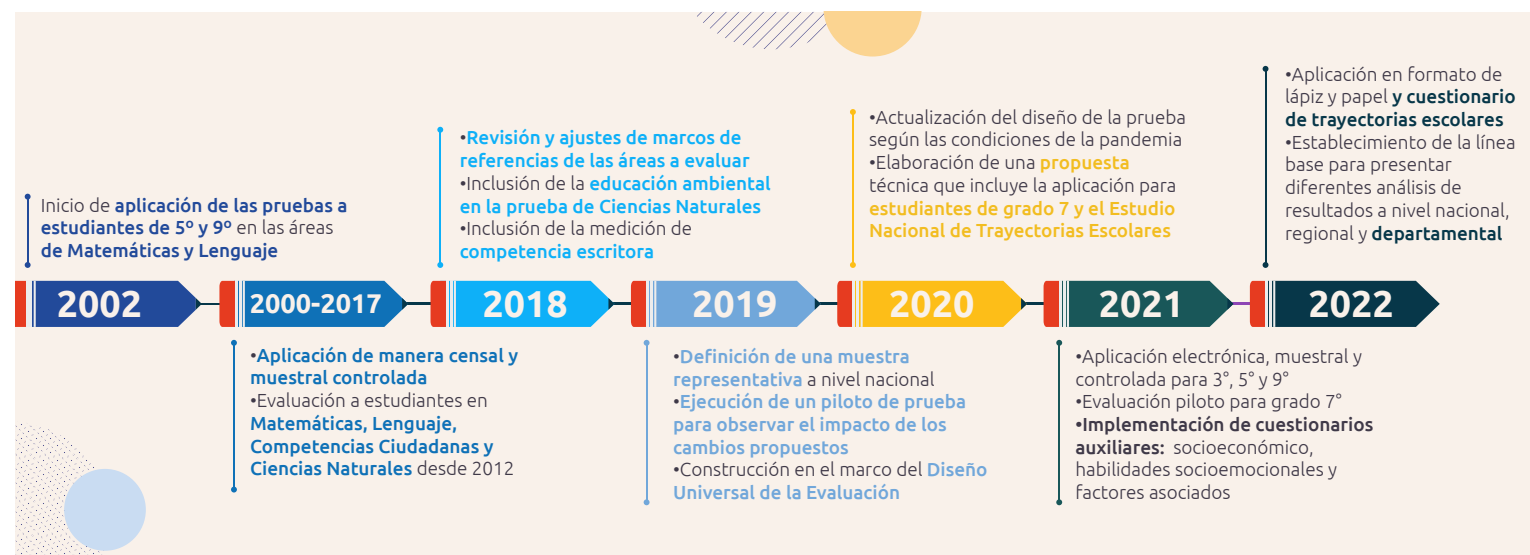 2002
Inicio de aplicación de las pruebas a
estudiantes de 5º y 9º en las áreas
de Matemáticas y Lenguaje
2000-2017
•Aplicación de manera censal y
muestral controlada
•Evaluación a estudiantes en
Matemáticas, Lenguaje,
Competencias Ciudadanas y
Ciencias Naturales desde 2012
2018
•Revisión y ajustes de marcos de
referencias de las áreas a evaluar
•Inclusión de la educación ambiental
en la prueba de Ciencias Naturales
•Inclusión de la medición de
competencia escritora
2019
•Definición de una muestra
representativa a nivel nacional
•Ejecución de un piloto de prueba
para observar el impacto de los
cambios propuestos
•Construcción en el marco del Diseño
Universal de la Evaluación
2020
•Actualización del diseño de la prueba
según las condiciones de la pandemia
•Elaboración de una propuesta
técnica que incluye la aplicación para
estudiantes de grado 7 y el Estudio
Nacional de Trayectorias Escolares
2021
•Aplicación electrónica, muestral y
controlada para 3°, 5° y 9°
•Evaluación piloto para grado 7°
•Implementación de cuestionarios
auxiliares: socioeconómico,
habilidades socioemocionales y
factores asociados
2022
•Aplicación en formato de
lápiz y papel y cuestionario
de trayectorias escolares
•Establecimiento de la línea
base para presentar
diferentes análisis de
resultados a nivel nacional,
regional y departamental